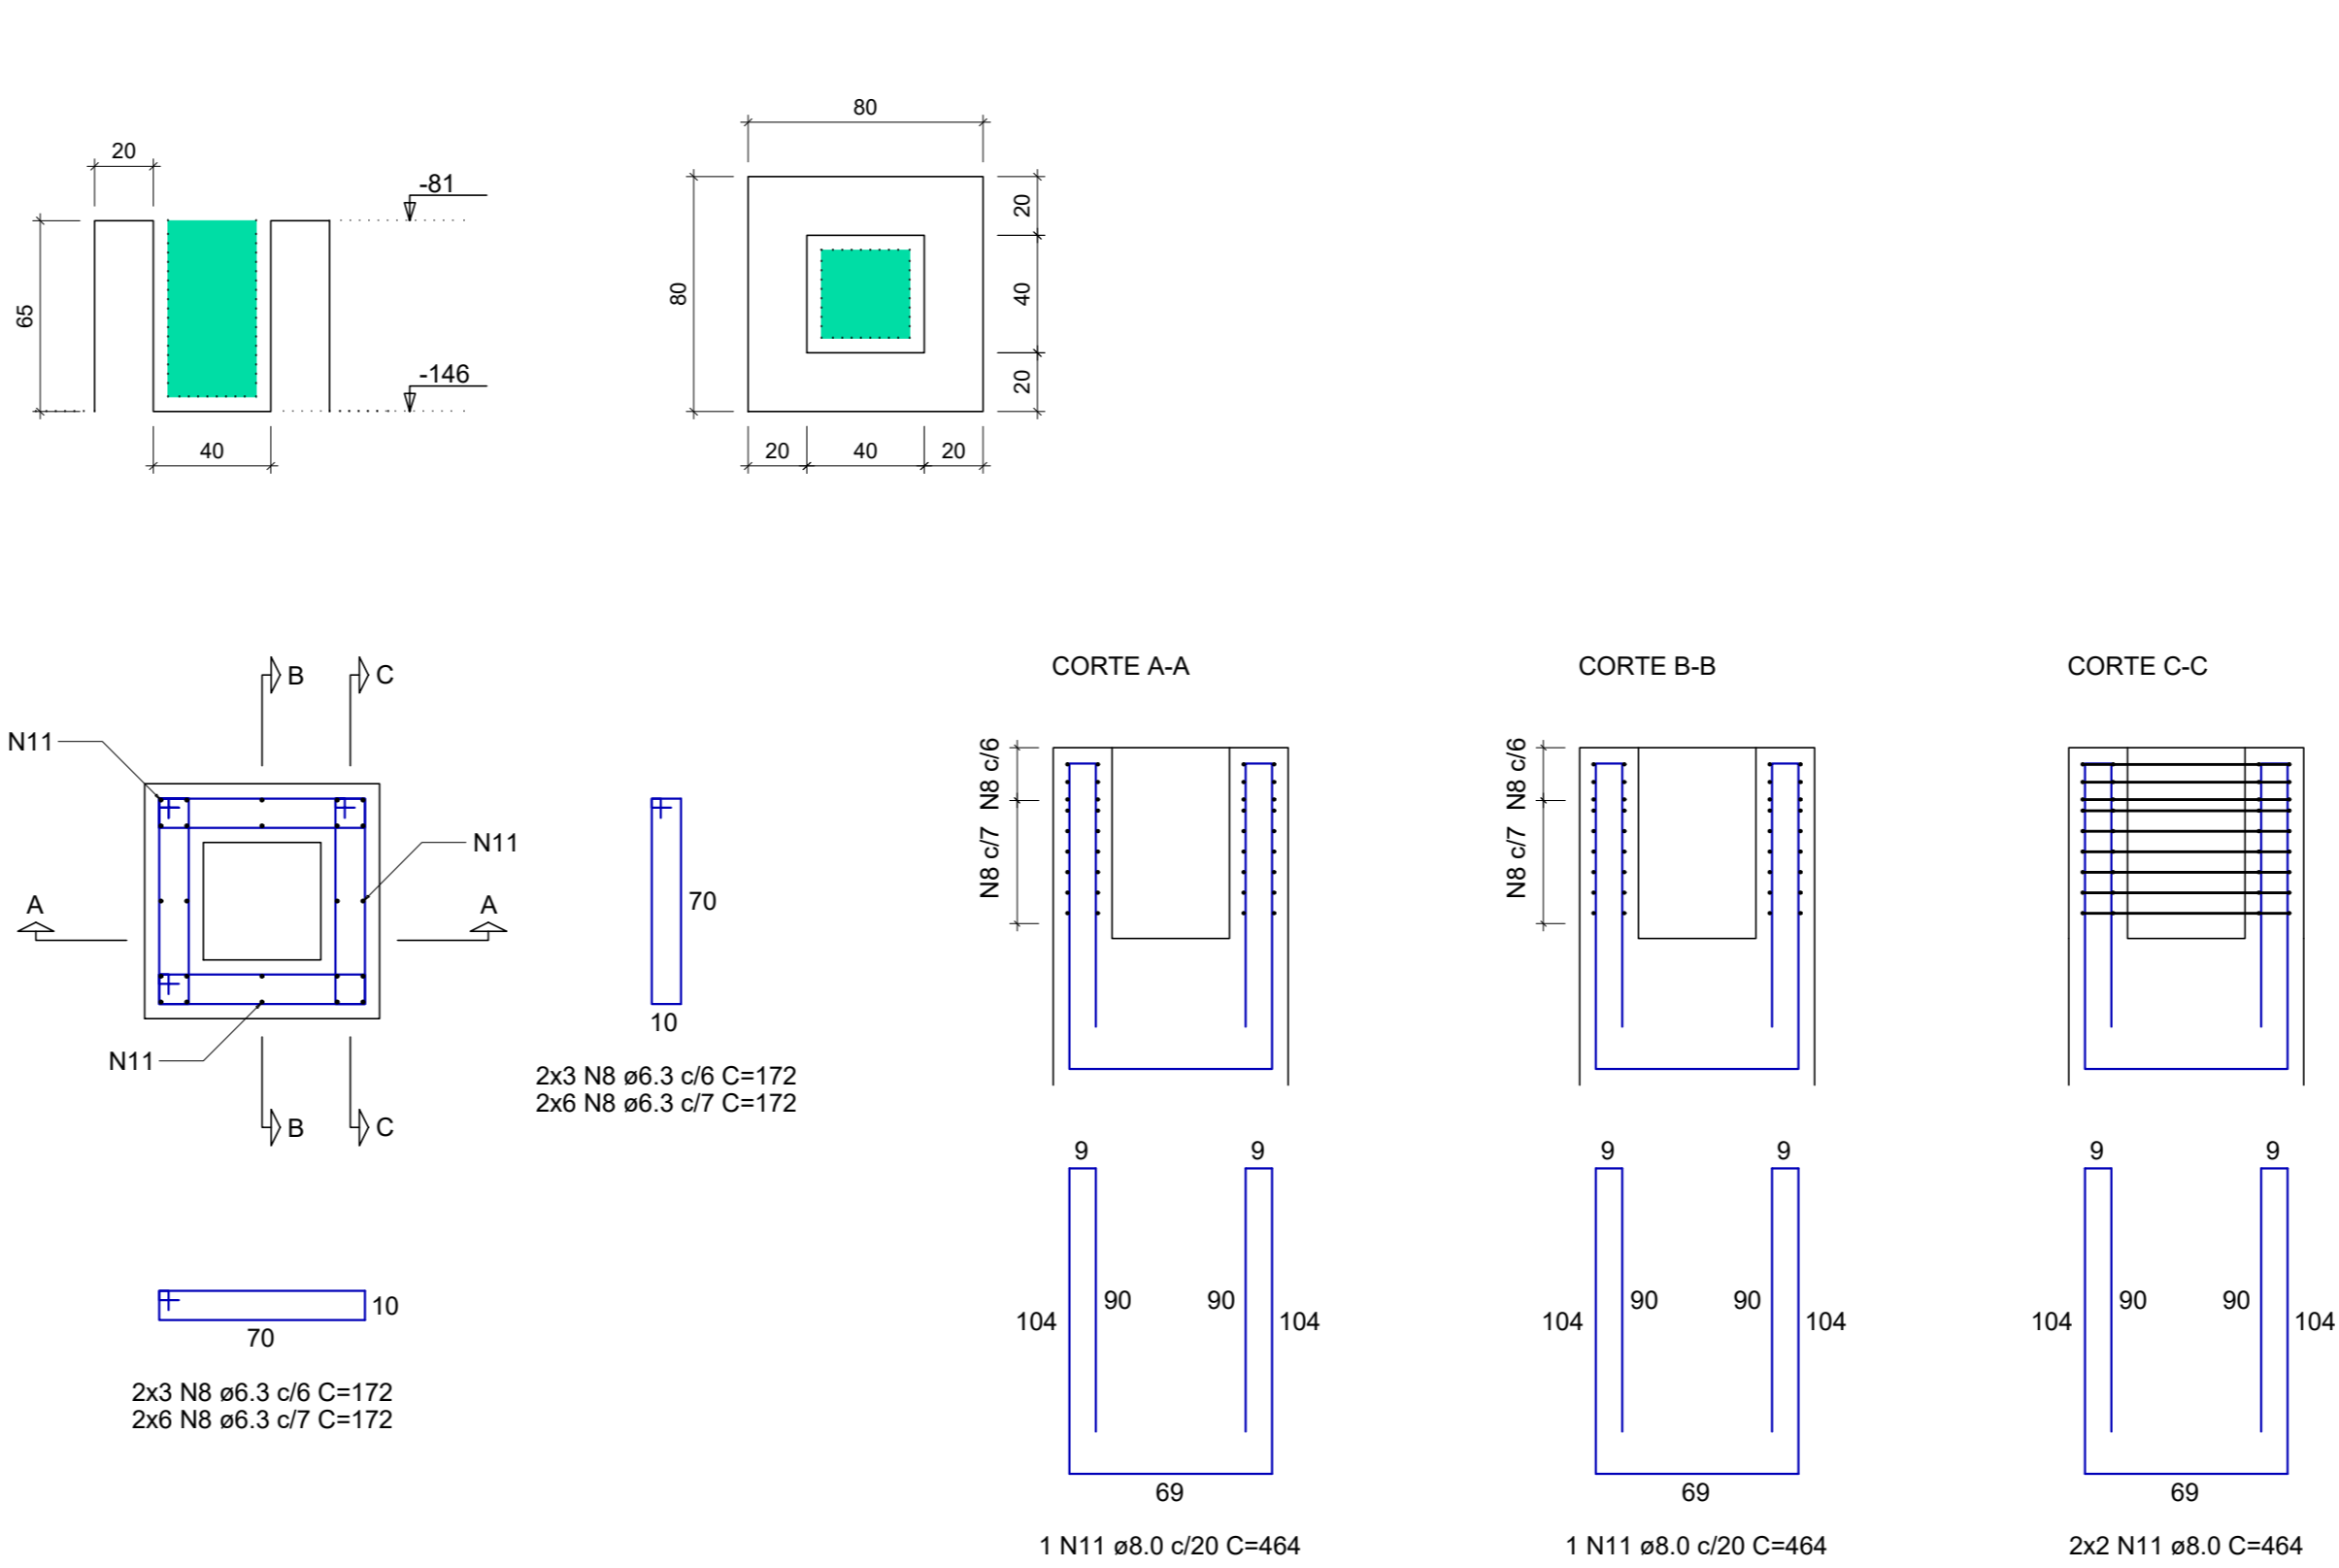 80
20
-81
65
-146
40
80
20
40
20
20
40
20
CORTE A-A
CORTE B-B
CORTE C-C
B
C
N11
N11
A
A
N11
B
C
70
10
2x3 N8 ø6.3 c/6 C=172
2x6 N8 ø6.3 c/7 C=172
10
70
2x3 N8 ø6.3 c/6 C=172
2x6 N8 ø6.3 c/7 C=172
N8 c/6
N8 c/7
N8 c/6
N8 c/7
9
9
104
90
90
104
69
1 N11 ø8.0 c/20 C=464
9
9
104
90
90
104
69
1 N11 ø8.0 c/20 C=464
9
9
104
90
90
104
69
2x2 N11 ø8.0 C=464